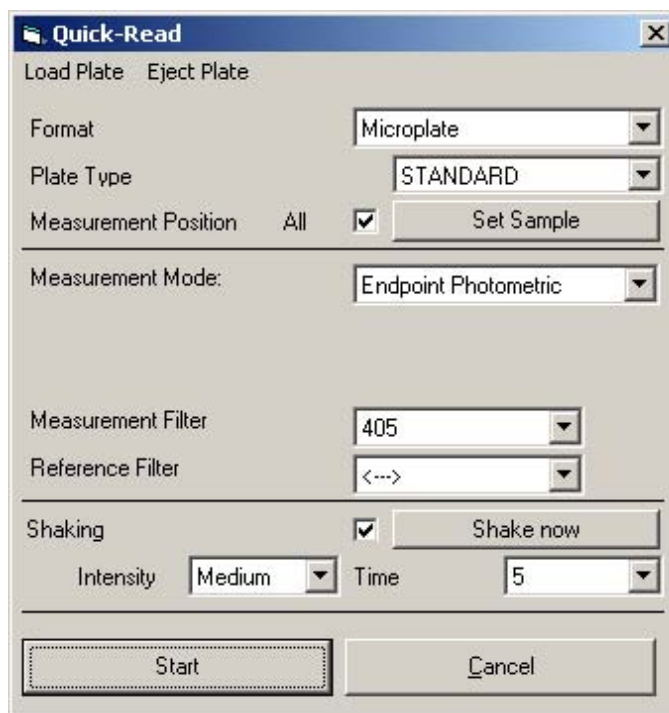 Quick-Read
Load Plate Eject Plate
Format Microplate
Plate Type STANDARD
Measurement Position All Set Sample
Measurement Mode: Endpoint Photometric
Measurement Filter 405
Reference Filter <--->
Shaking Shake now
Intensity Medium Time 5
Start Cancel